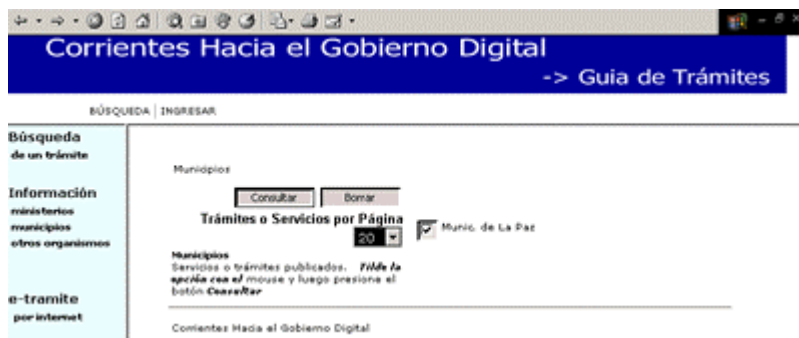 Corrientes Hacia el Gobierno Digital
-> Guia de Trámites
BÚSQUEDA | INGRESAR
Búsqueda
de un trámite
Información
ministerios
municipios
otros organismos
e-tramite
por internet
Municipios
Consultar Borrar
Trámites o Servicios por Página
20
Munic. de La Paz
Municipios
Servicios o trámites publicados. Tilde la
opción con el mouse y luego presione el
botón Consultar
Corrientes Hacia el Gobierno Digital